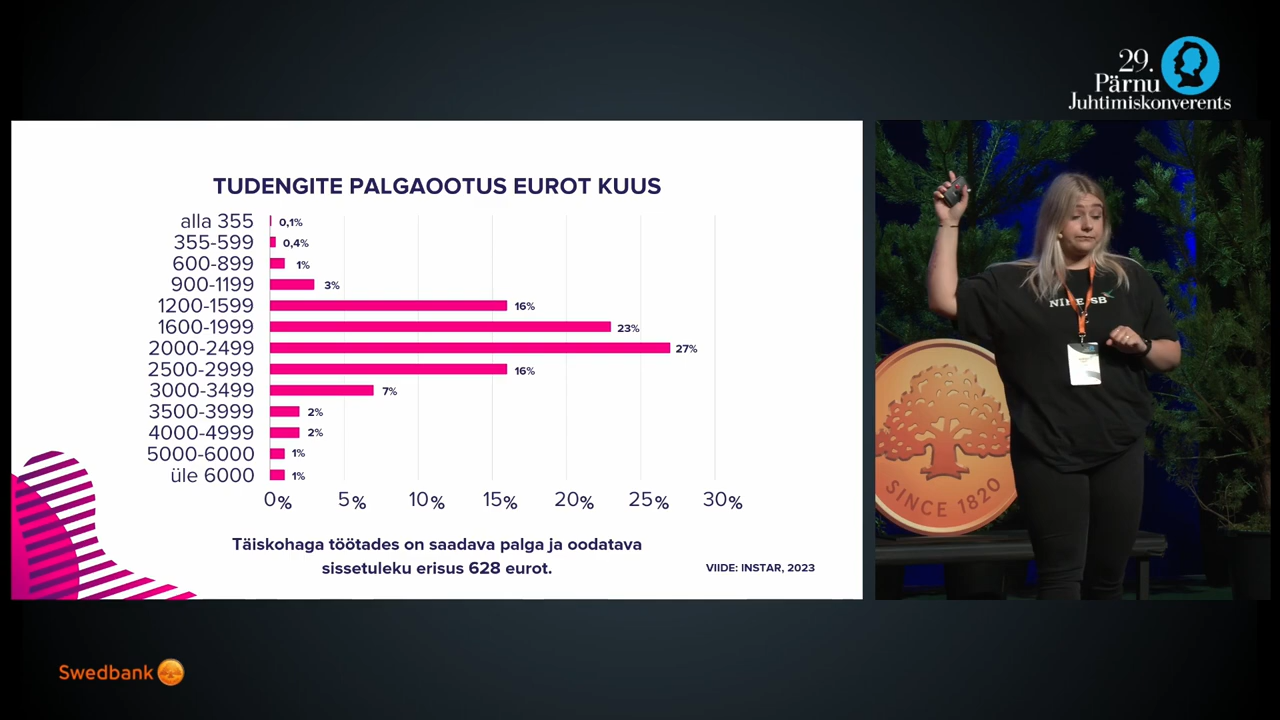 29.
Pärnu
Juhtimiskonverents
TUDENGITE PALGAOOTUS EUROT KUUS
alla 355 0,1%
355-599 0,4%
600-899 1%
900-1199 3%
1200-1599 16%
1600-1999 23%
2000-2499 27%
2500-2999 16%
3000-3499 7%
3500-3999 2%
4000-4999 2%
5000-6000 1%
üle 6000 1%
0% 5% 10% 15% 20% 25% 30%
Täiskohaga töötades on saadava palga ja oodatava
sissetuleku erisus 628 eurot.
VIIDE: INSTAR, 2023
SINCE 1820
Swedbank